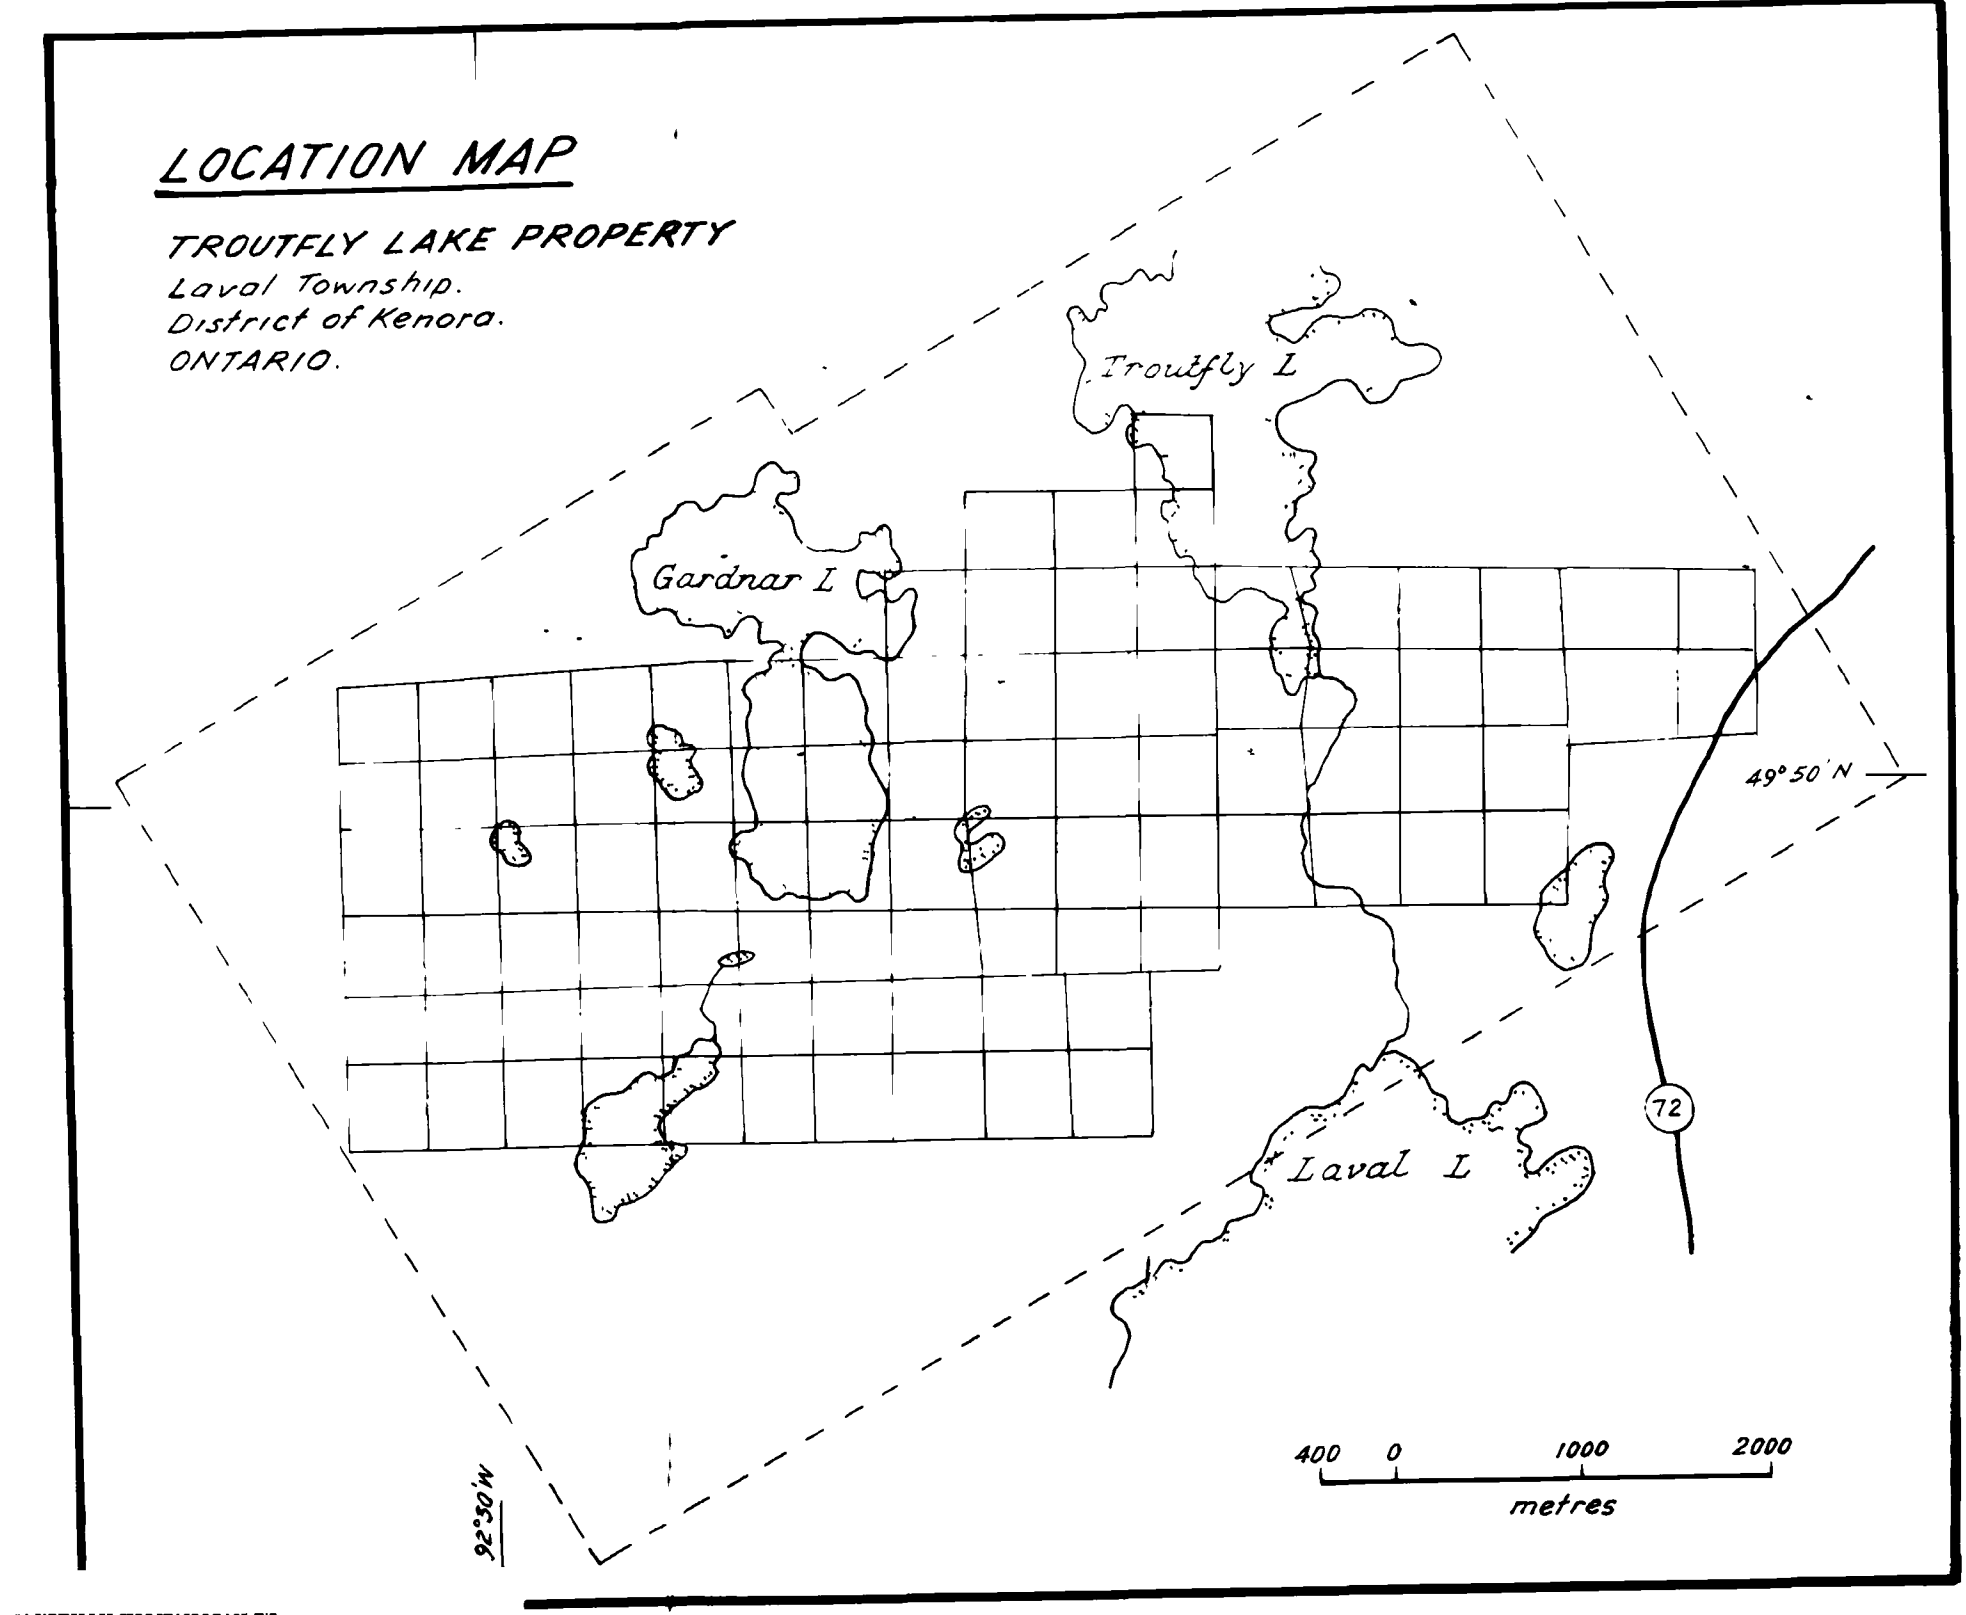 LOCATION MAP
TROUTFLY LAKE PROPERTY
Laval Township.
District of Kenora.
ONTARIO.
Troutfly L
Gardnar L
49°50'N
72
Laval L
400 0 1000 2000
metres
92°50'W